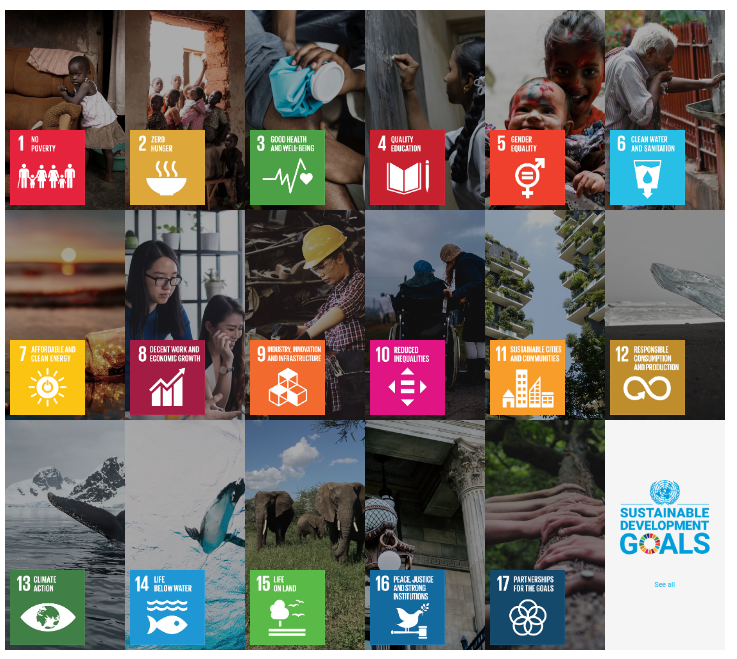 1 NO
POVERTY
2 ZERO
HUNGER
3 GOOD HEALTH
AND WELL-BEING
4 QUALITY
EDUCATION
5 GENDER
EQUALITY
6 CLEAN WATER
AND SANITATION
7 AFFORDABLE AND
CLEAN ENERGY
8 DECENT WORK AND
ECONOMIC GROWTH
9 INDUSTRY, INNOVATION
AND INFRASTRUCTURE
10 REDUCED
INEQUALITIES
11 SUSTAINABLE CITIES
AND COMMUNITIES
12 RESPONSIBLE
CONSUMPTION
AND PRODUCTION
13 CLIMATE
ACTION
14 LIFE
BELOW WATER
15 LIFE
ON LAND
16 PEACE, JUSTICE
AND STRONG
INSTITUTIONS
17 PARTNERSHIPS
FOR THE GOALS
SUSTAINABLE
DEVELOPMENT
GOALS
See all